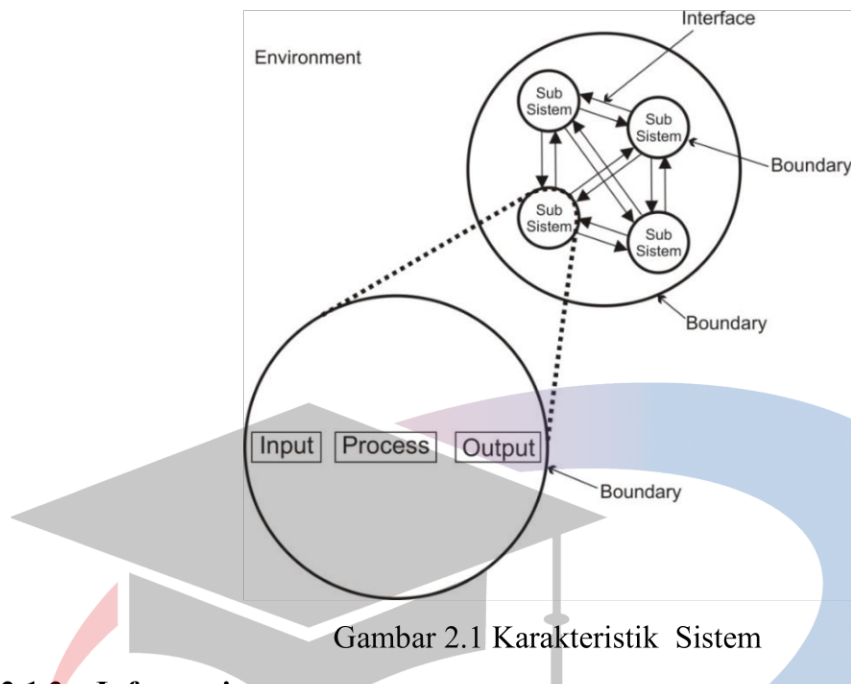 Interface
Environment
Sub
Sistem
Sub
Sistem
Boundary
Sub
Sistem
Sub
Sistem
Boundary
Input Process Output
Boundary
Gambar 2.1 Karakteristik Sistem